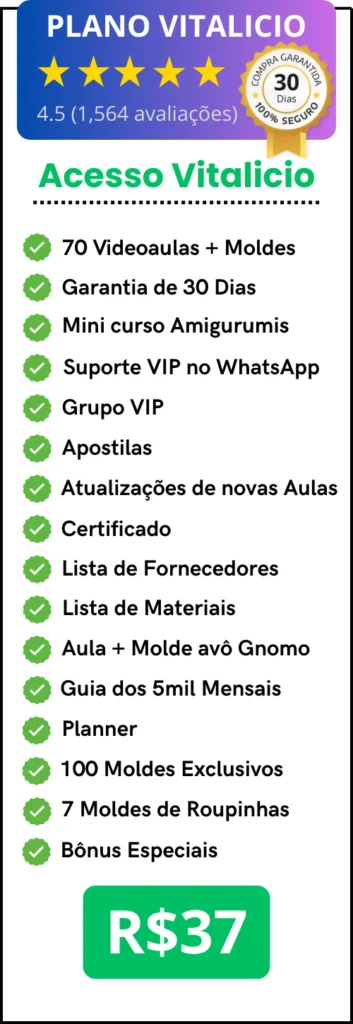 PLANO VITALICIO
4.5 (1,564 avaliações)
COMPRA GARANTIDA
30
Dias
100% SEGURO
Acesso Vitalicio
70 Videoaulas + Moldes
Garantia de 30 Dias
Mini curso Amigurumis
Suporte VIP no WhatsApp
Grupo VIP
Apostilas
Atualizações de novas Aulas
Certificado
Lista de Fornecedores
Lista de Materiais
Aula + Molde avô Gnomo
Guia dos 5mil Mensais
Planner
100 Moldes Exclusivos
7 Moldes de Roupinhas
Bônus Especiais
R$37